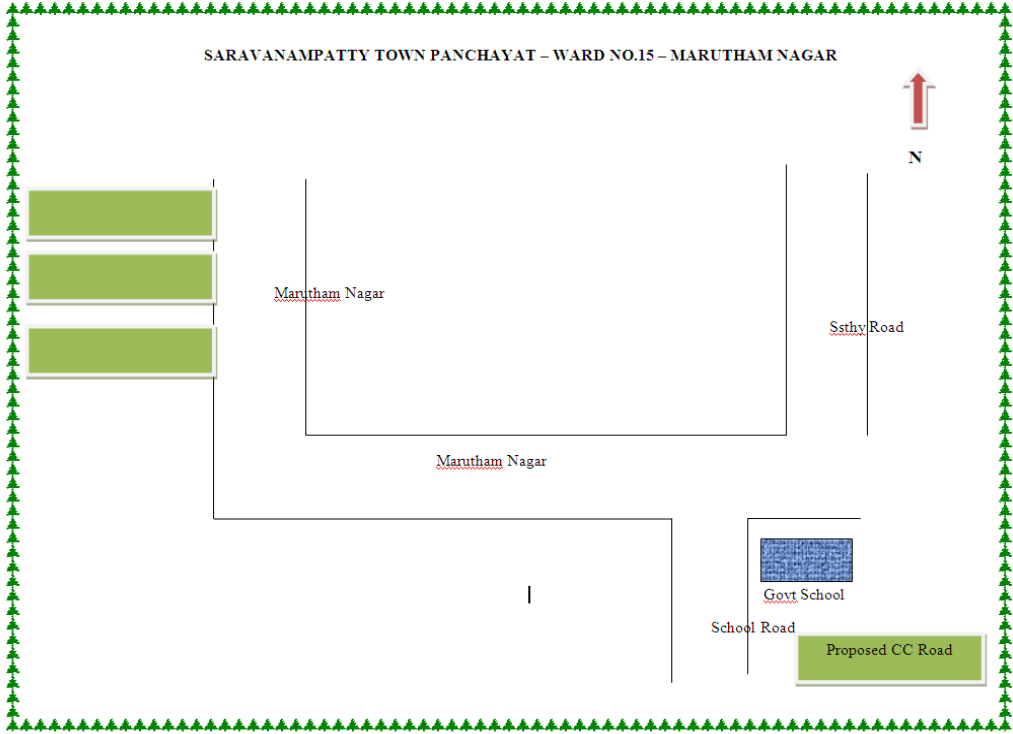 SARAVANAMPATTY TOWN PANCHAYAT – WARD NO.15 – MARUTHAM NAGAR
N
Marutham Nagar
Ssthy Road
Marutham Nagar
Govt School
School Road
Proposed CC Road